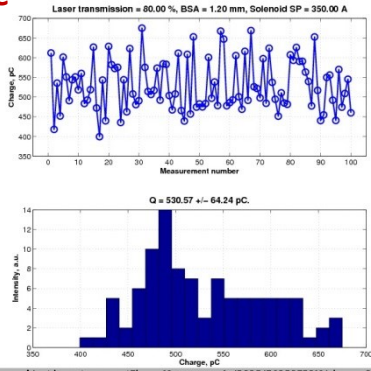 Laser transmission = 80.00 %, BSA = 1.20 mm, Solenoid SP = 350.00 A
700
650
600
550
500
450
400
350
Charge, pC
0 10 20 30 40 50 60 70 80 90 100
Measurement number
Q = 530.57 +/− 64.24 pC.
14
12
10
8
6
4
2
0
Intensity, a.u.
350 400 450 500 550 600 650 700
Charge, pC